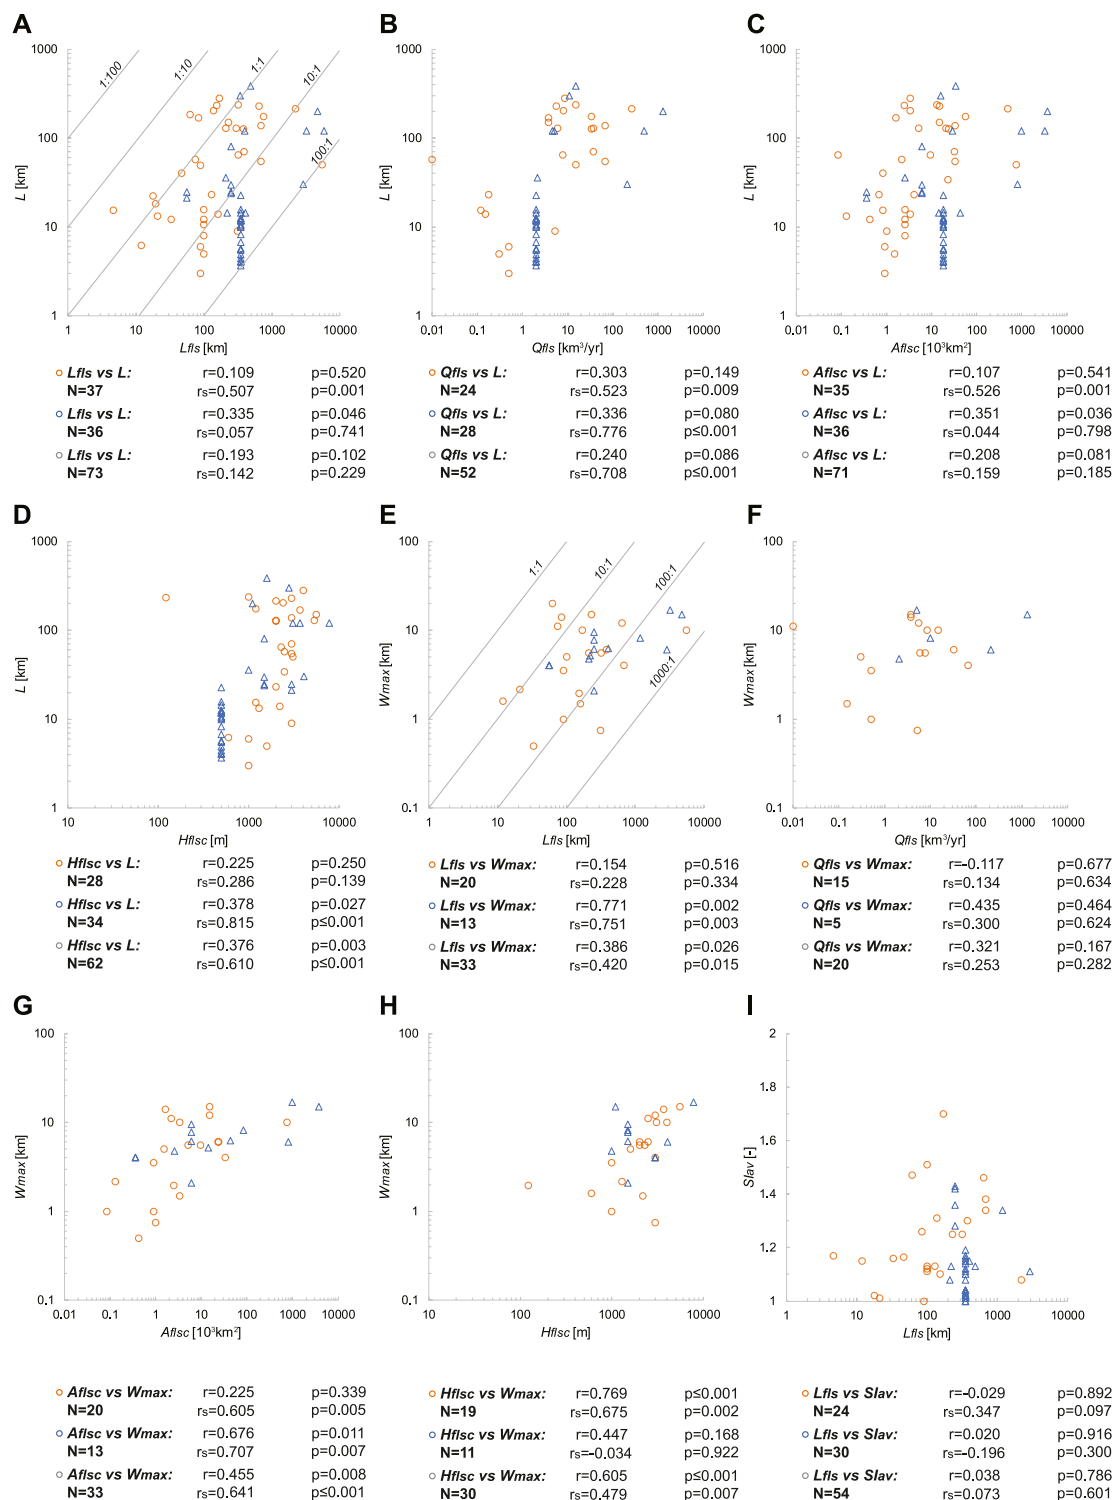 A
B
C
1000
100
10
1
L [km]
1:100
1:10
1:1
10:1
100:1
1
10
100
1000
10000
Lfls [km]
1000
100
10
1
L [km]
0.01
0.1
1
10
100
1000
10000
Qfls [km³/yr]
1000
100
10
1
L [km]
0.01
0.1
1
10
100
1000
10000
Aflsc [10³km²]
Lfls vs L: r=0.109 p=0.520
N=37 rs=0.507 p=0.001
Lfls vs L: r=0.335 p=0.046
N=36 rs=0.057 p=0.741
Lfls vs L: r=0.193 p=0.102
N=73 rs=0.142 p=0.229
Qfls vs L: r=0.303 p=0.149
N=24 rs=0.523 p=0.009
Qfls vs L: r=0.336 p=0.080
N=28 rs=0.776 p≤0.001
Qfls vs L: r=0.240 p=0.086
N=52 rs=0.708 p≤0.001
Aflsc vs L: r=0.107 p=0.541
N=35 rs=0.526 p=0.001
Aflsc vs L: r=0.351 p=0.036
N=36 rs=0.044 p=0.798
Aflsc vs L: r=0.208 p=0.081
N=71 rs=0.159 p=0.185
D
E
F
1000
100
10
1
L [km]
10
100
1000
10000
Hflsc [m]
100
10
1
0.1
Wmax [km]
1:1
10:1
100:1
1000:1
1
10
100
1000
10000
Lfls [km]
100
10
1
0.1
Wmax [km]
0.01
0.1
1
10
100
1000
10000
Qfls [km³/yr]
Hflsc vs L: r=0.225 p=0.250
N=28 rs=0.286 p=0.139
Hflsc vs L: r=0.378 p=0.027
N=34 rs=0.815 p≤0.001
Hflsc vs L: r=0.376 p=0.003
N=62 rs=0.610 p≤0.001
Lfls vs Wmax: r=0.154 p=0.516
N=20 rs=0.228 p=0.334
Lfls vs Wmax: r=0.771 p=0.002
N=13 rs=0.751 p=0.003
Lfls vs Wmax: r=0.386 p=0.026
N=33 rs=0.420 p=0.015
Qfls vs Wmax: r=-0.117 p=0.677
N=15 rs=0.134 p=0.634
Qfls vs Wmax: r=0.435 p=0.464
N=5 rs=0.300 p=0.624
Qfls vs Wmax: r=0.321 p=0.167
N=20 rs=0.253 p=0.282
G
H
I
100
10
1
0.1
Wmax [km]
0.01
0.1
1
10
100
1000
10000
Aflsc [10³km²]
100
10
1
0.1
Wmax [km]
10
100
1000
10000
Hflsc [m]
2
1.8
1.6
1.4
1.2
1
Slav [-]
1
10
100
1000
10000
Lfls [km]
Aflsc vs Wmax: r=0.225 p=0.339
N=20 rs=0.605 p=0.005
Aflsc vs Wmax: r=0.676 p=0.011
N=13 rs=0.707 p=0.007
Aflsc vs Wmax: r=0.455 p=0.008
N=33 rs=0.641 p≤0.001
Hflsc vs Wmax: r=0.769 p≤0.001
N=19 rs=0.675 p=0.002
Hflsc vs Wmax: r=0.447 p=0.168
N=11 rs=-0.034 p=0.922
Hflsc vs Wmax: r=0.605 p≤0.001
N=30 rs=0.479 p=0.007
Lfls vs Slav: r=-0.029 p=0.892
N=24 rs=0.347 p=0.097
Lfls vs Slav: r=0.020 p=0.916
N=30 rs=-0.196 p=0.300
Lfls vs Slav: r=0.038 p=0.786
N=54 rs=0.073 p=0.601